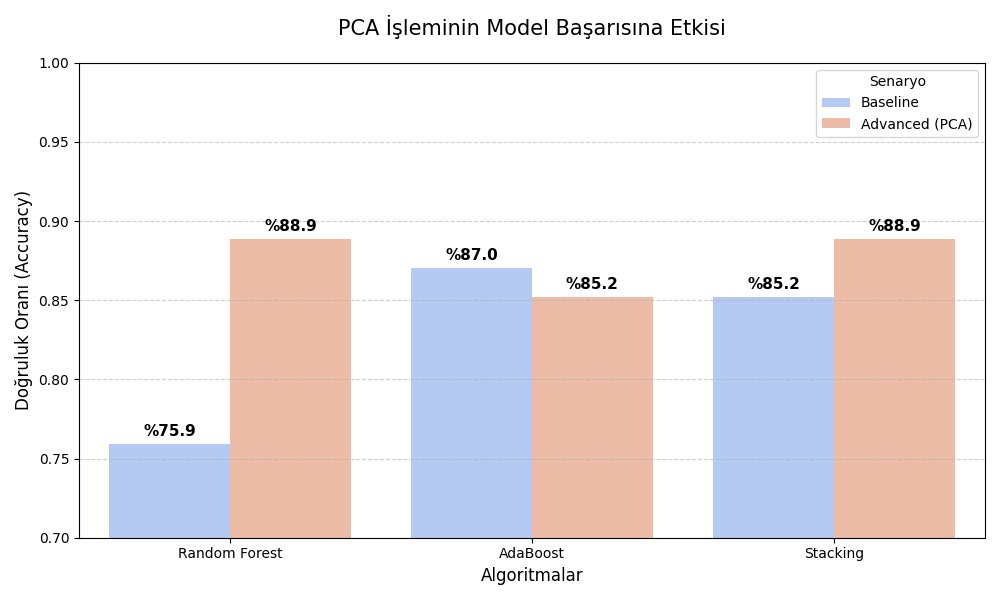 PCA İşleminin Model Başarısına Etkisi
Doğruluk Oranı (Accuracy)
1.00
0.95
0.90
0.85
0.80
0.75
0.70
Senaryo
Baseline
Advanced (PCA)
%75.9
%88.9
%87.0
%85.2
%85.2
%88.9
Random Forest
AdaBoost
Stacking
Algoritmalar